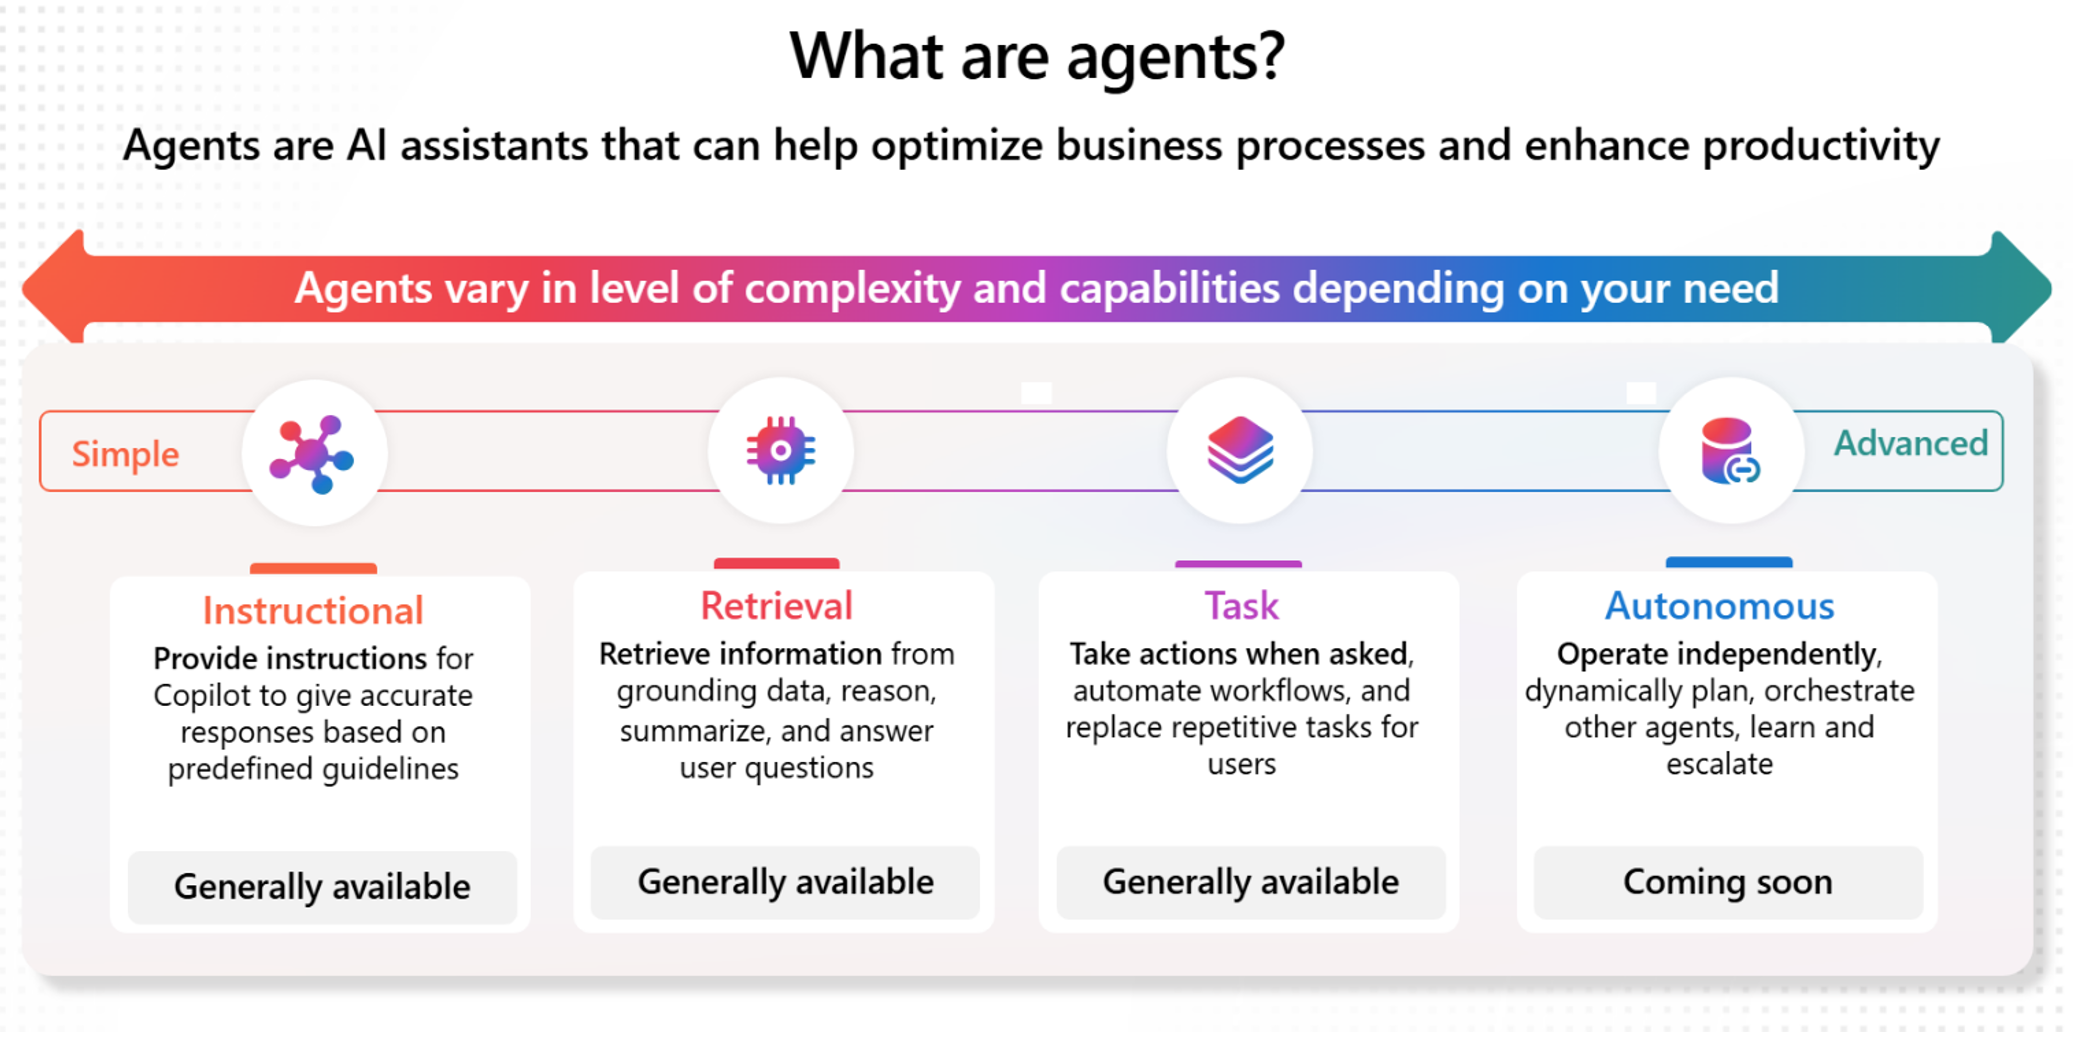 What are agents?
Agents are AI assistants that can help optimize business processes and enhance productivity
Agents vary in level of complexity and capabilities depending on your need
Simple
Advanced
Instructional
Provide instructions for
Copilot to give accurate
responses based on
predefined guidelines
Generally available
Retrieval
Retrieve information from
grounding data, reason,
summarize, and answer
user questions
Generally available
Task
Take actions when asked,
automate workflows, and
replace repetitive tasks for
users
Generally available
Autonomous
Operate independently,
dynamically plan, orchestrate
other agents, learn and
escalate
Coming soon